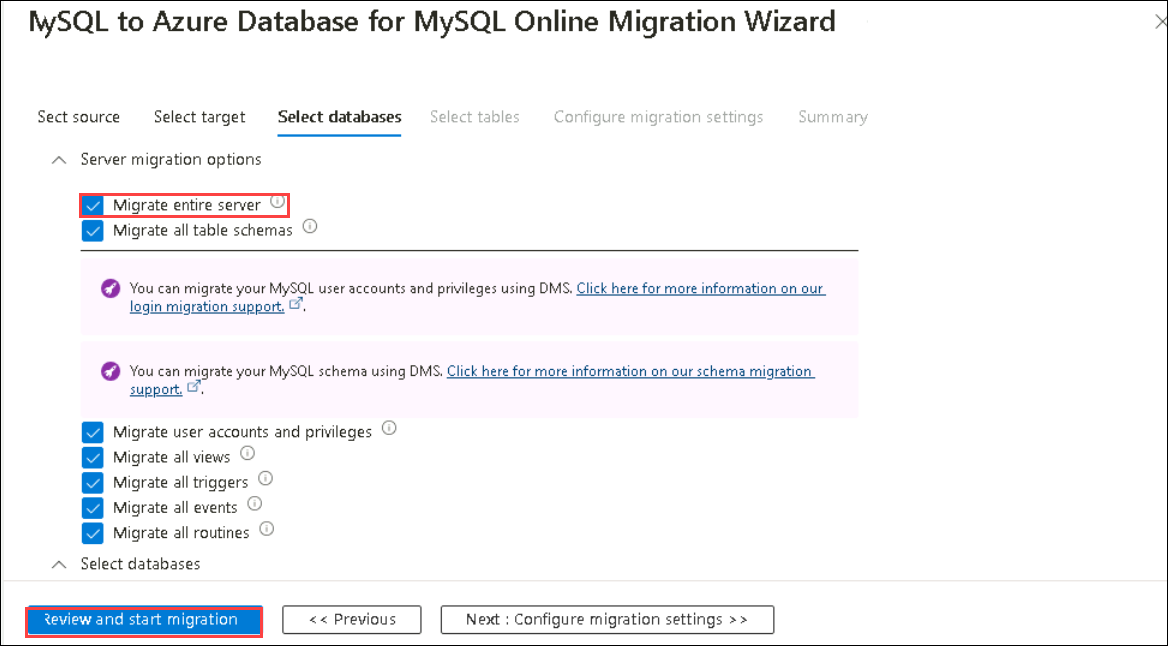 MySQL to Azure Database for MySQL Online Migration Wizard
Sect source Select target Select databases Select tables Configure migration settings Summary
Server migration options
Migrate entire server
Migrate all table schemas
You can migrate your MySQL user accounts and privileges using DMS. Click here for more information on our
login migration support. .
You can migrate your MySQL schema using DMS. Click here for more information on our schema migration
support. .
Migrate user accounts and privileges
Migrate all views
Migrate all triggers
Migrate all events
Migrate all routines
Select databases
Review and start migration << Previous Next : Configure migration settings >>